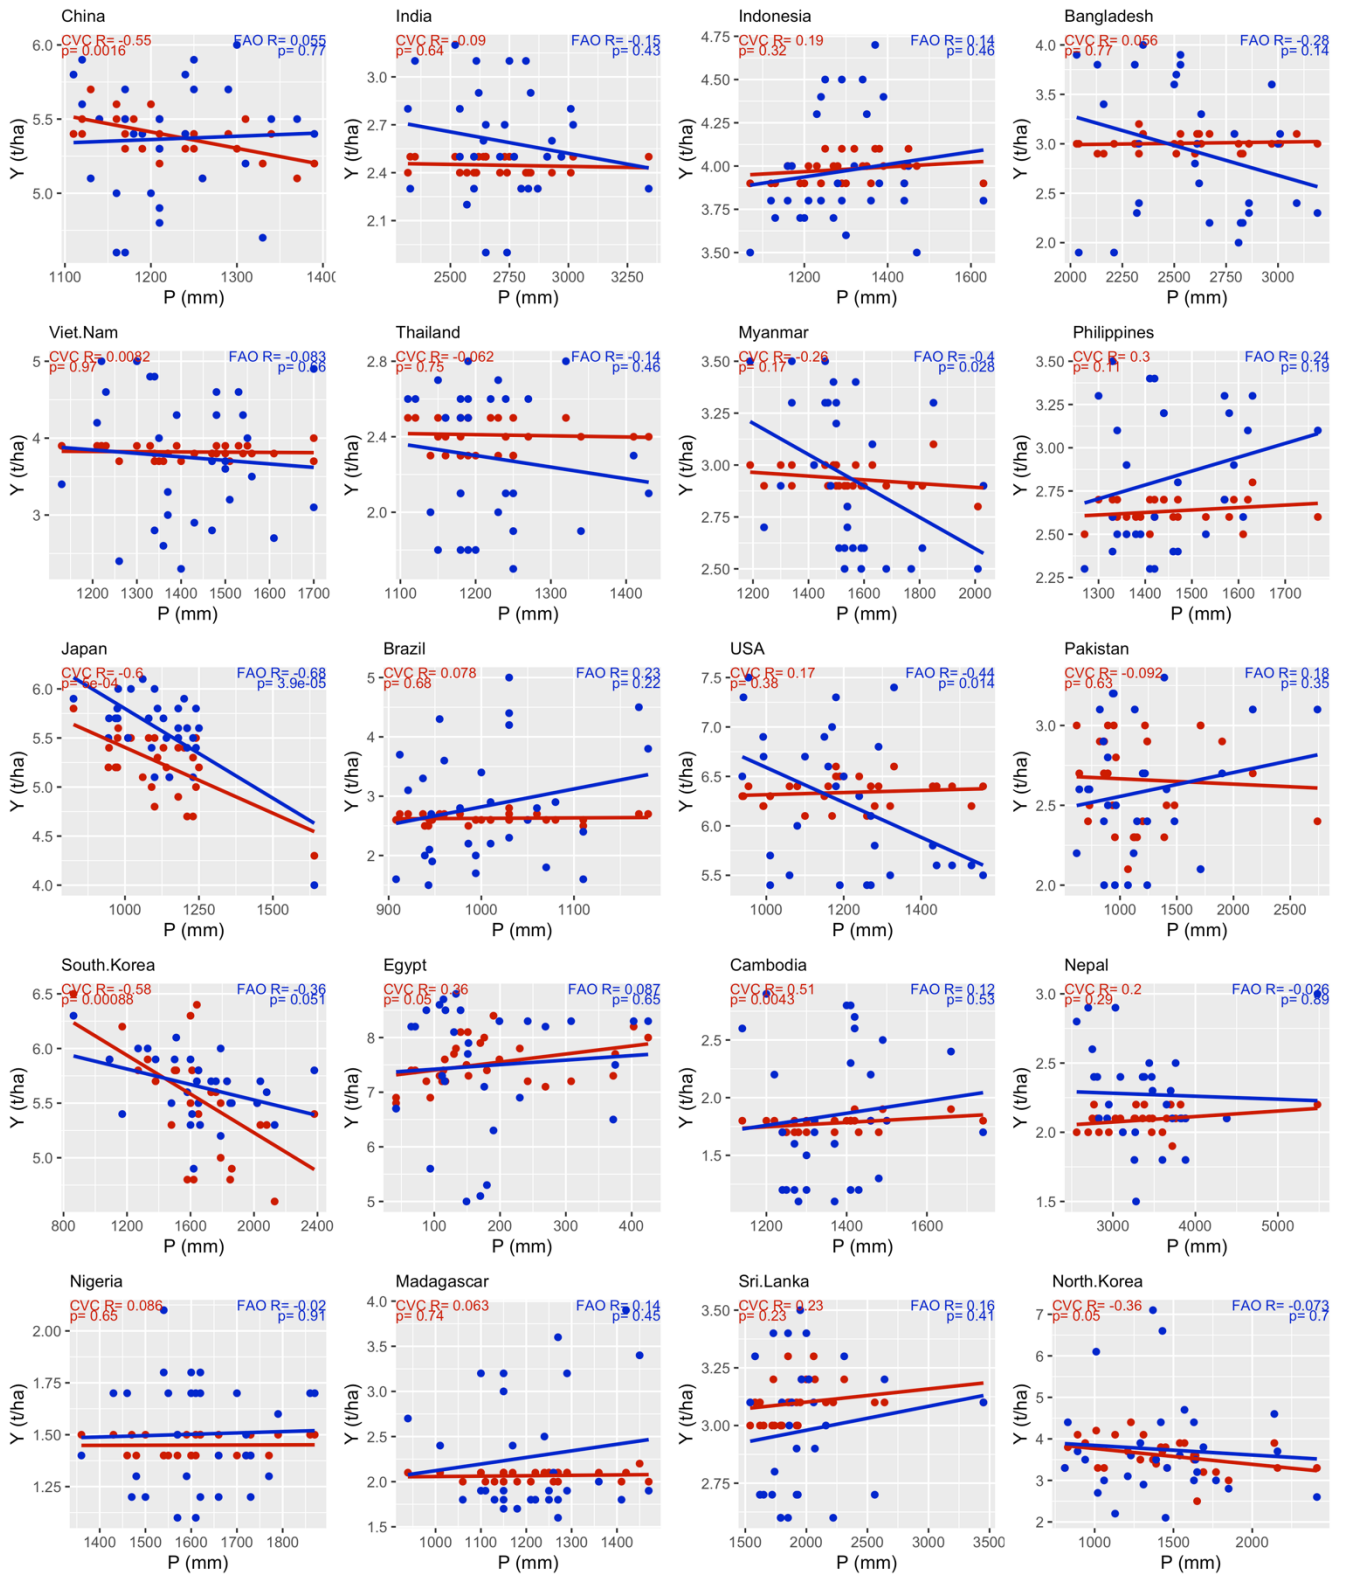 China
CVC R= -0.55
p= 0.0016
FAO R= 0.055
p= 0.77
6.0
5.5
5.0
Y (t/ha)
1100 1200 1300 1400
P (mm)
India
CVC R= -0.09
p= 0.64
FAO R= -0.15
p= 0.43
3.0
2.7
2.4
2.1
Y (t/ha)
2500 2750 3000 3250
P (mm)
Indonesia
CVC R= 0.19
p= 0.32
FAO R= 0.14
p= 0.46
4.75
4.50
4.25
4.00
3.75
3.50
Y (t/ha)
1200 1400 1600
P (mm)
Bangladesh
CVC R= 0.056
p= 0.77
FAO R= -0.28
p= 0.14
4.0
3.5
3.0
2.5
2.0
Y (t/ha)
2000 2250 2500 2750 3000
P (mm)
Viet.Nam
CVC R= 0.0082
p= 0.97
FAO R= -0.083
p= 0.66
5
4
3
Y (t/ha)
1200 1300 1400 1500 1600 1700
P (mm)
Thailand
CVC R= -0.062
p= 0.75
FAO R= -0.14
p= 0.46
2.8
2.4
2.0
Y (t/ha)
1100 1200 1300 1400
P (mm)
Myanmar
CVC R= -0.26
p= 0.17
FAO R= -0.4
p= 0.028
3.50
3.25
3.00
2.75
2.50
Y (t/ha)
1200 1400 1600 1800 2000
P (mm)
Philippines
CVC R= 0.3
p= 0.11
FAO R= 0.24
p= 0.19
3.50
3.25
3.00
2.75
2.50
2.25
Y (t/ha)
1300 1400 1500 1600 1700
P (mm)
Japan
CVC R= -0.6
FAO R= -0.68
p= 3.9e-05
6.0
5.5
5.0
4.5
4.0
Y (t/ha)
1000 1250 1500
P (mm)
Brazil
CVC R= 0.078
p= 0.68
FAO R= 0.23
p= 0.22
5
4
3
2
Y (t/ha)
900 1000 1100
P (mm)
USA
CVC R= 0.17
p= 0.38
FAO R= -0.44
p= 0.014
7.5
7.0
6.5
6.0
5.5
Y (t/ha)
1000 1200 1400
P (mm)
Pakistan
CVC R= -0.092
p= 0.63
FAO R= 0.18
p= 0.35
3.0
2.5
2.0
Y (t/ha)
1000 1500 2000 2500
P (mm)
South.Korea
CVC R= -0.58
p= 0.00088
FAO R= -0.36
p= 0.051
6.5
6.0
5.5
5.0
Y (t/ha)
800 1200 1600 2000 2400
P (mm)
Egypt
CVC R= 0.36
p= 0.05
FAO R= 0.087
p= 0.65
8
7
6
5
Y (t/ha)
100 200 300 400
P (mm)
Cambodia
CVC R= 0.51
p= 0.0043
FAO R= 0.12
p= 0.53
2.5
2.0
1.5
Y (t/ha)
1200 1400 1600
P (mm)
Nepal
CVC R= 0.2
p= 0.29
FAO R= -0.026
p= 0.89
3.0
2.5
2.0
1.5
Y (t/ha)
3000 4000 5000
P (mm)
Nigeria
CVC R= 0.086
p= 0.65
FAO R= -0.02
p= 0.91
2.00
1.75
1.50
1.25
Y (t/ha)
1400 1500 1600 1700 1800
P (mm)
Madagascar
CVC R= 0.063
p= 0.74
FAO R= 0.14
p= 0.45
4.0
3.5
3.0
2.5
2.0
1.5
Y (t/ha)
1000 1100 1200 1300 1400
P (mm)
Sri.Lanka
CVC R= 0.23
p= 0.23
FAO R= 0.16
p= 0.41
3.50
3.25
3.00
2.75
Y (t/ha)
1500 2000 2500 3000 3500
P (mm)
North.Korea
CVC R= -0.36
p= 0.05
FAO R= -0.073
p= 0.7
7
6
5
4
3
2
Y (t/ha)
1000 1500 2000
P (mm)